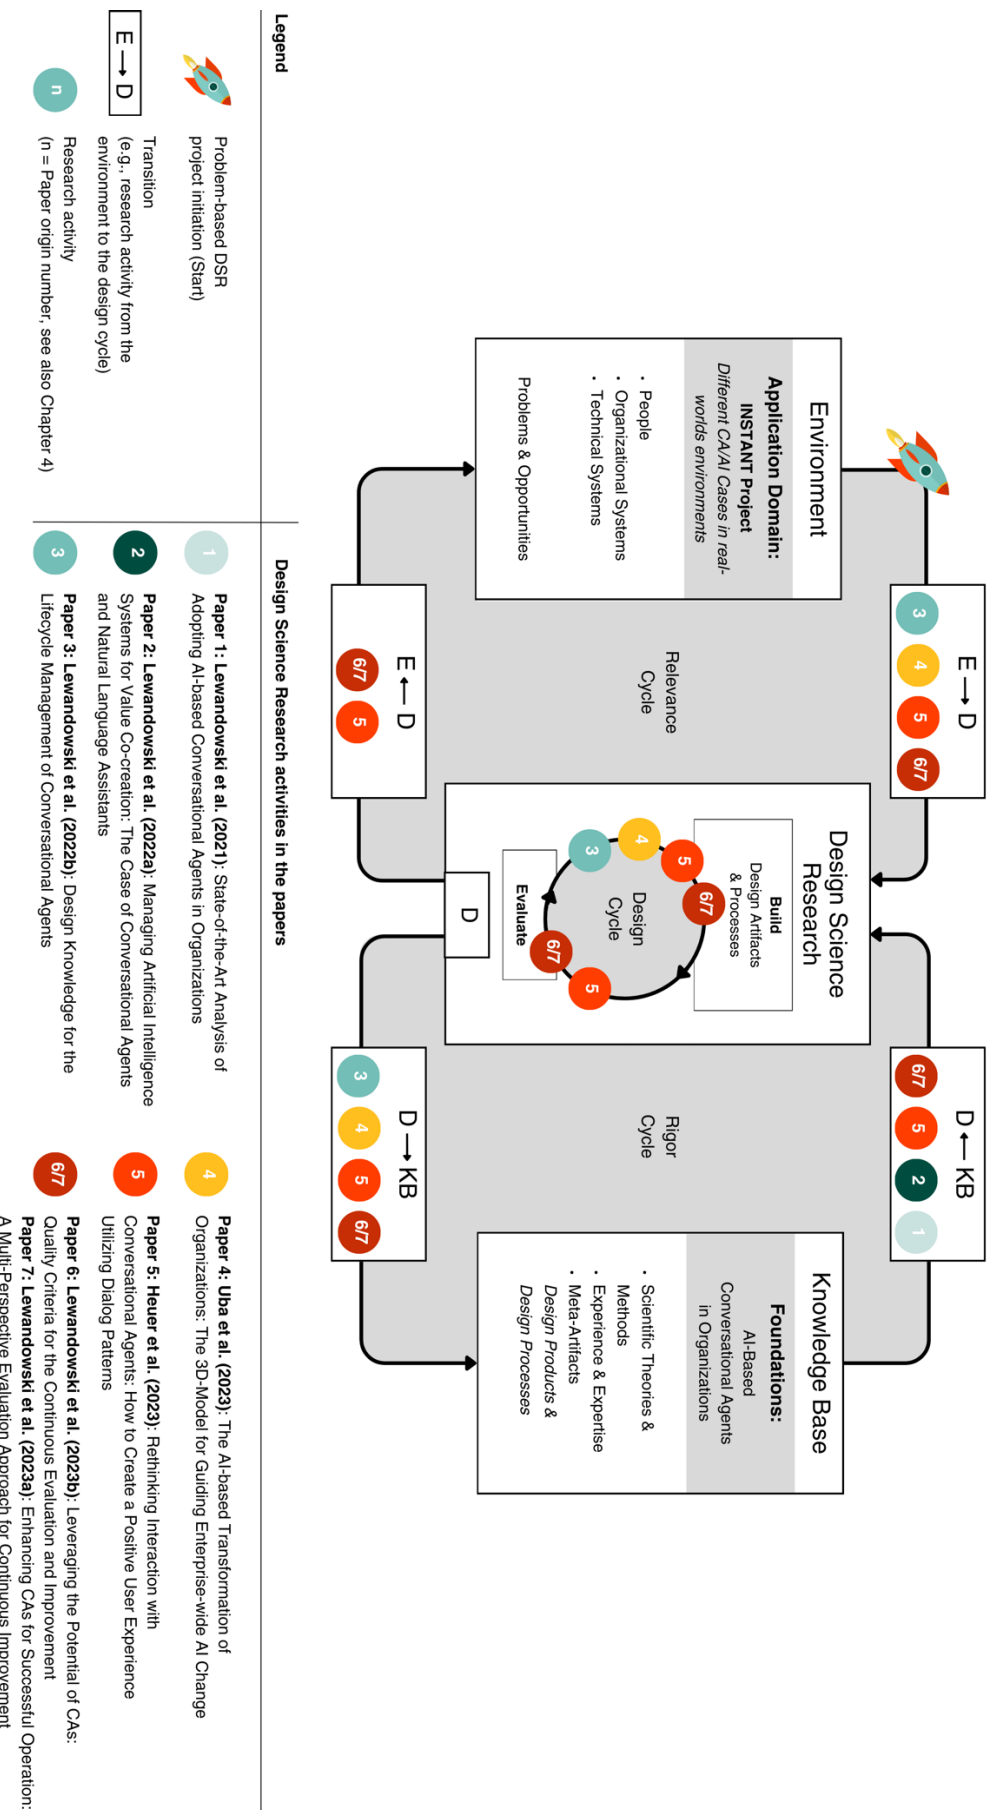 E → D
3 4 5 6/7
D ← KB
6/7 5 2 1
Environment
Application Domain:
INSTANT Project
Different CA/AI Cases in real-
worlds environments
· People
· Organizational Systems
· Technical Systems
Problems & Opportunities
Relevance
Cycle
Design Science
Research
Build
Design Artifacts
& Processes
3
4
5
6/7
Design
Cycle
6/7
5
Evaluate
D
Rigor
Cycle
Knowledge Base
Foundations:
AI-Based
Conversational Agents
in Organizations
· Scientific Theories &
Methods
· Experience & Expertise
· Meta-Artifacts
Design Products &
Design Processes
E ← D
6/7 5
D → KB
3 4 5 6/7
Legend
Problem-based DSR
project initiation (Start)
E → D
Transition
(e.g., research activity from the
environment to the design cycle)
n
Research activity
(n = Paper origin number, see also Chapter 4)
Design Science Research activities in the papers
1
Paper 1: Lewandowski et al. (2021): State-of-the-Art Analysis of
Adopting AI-based Conversational Agents in Organizations
2
Paper 2: Lewandowski et al. (2022a): Managing Artificial Intelligence
Systems for Value Co-creation: The Case of Conversational Agents
and Natural Language Assistants
3
Paper 3: Lewandowski et al. (2022b): Design Knowledge for the
Lifecycle Management of Conversational Agents
4
Paper 4: Uba et al. (2023): The AI-based Transformation of
Organizations: The 3D-Model for Guiding Enterprise-wide AI Change
5
Paper 5: Heuer et al. (2023): Rethinking Interaction with
Conversational Agents: How to Create a Positive User Experience
Utilizing Dialog Patterns
6/7
Paper 6: Lewandowski et al. (2023b): Leveraging the Potential of CAs:
Quality Criteria for the Continuous Evaluation and Improvement
Paper 7: Lewandowski et al. (2023a): Enhancing CAs for Successful Operation:
A Multi-Perspective Evaluation Approach for Continuous Improvement